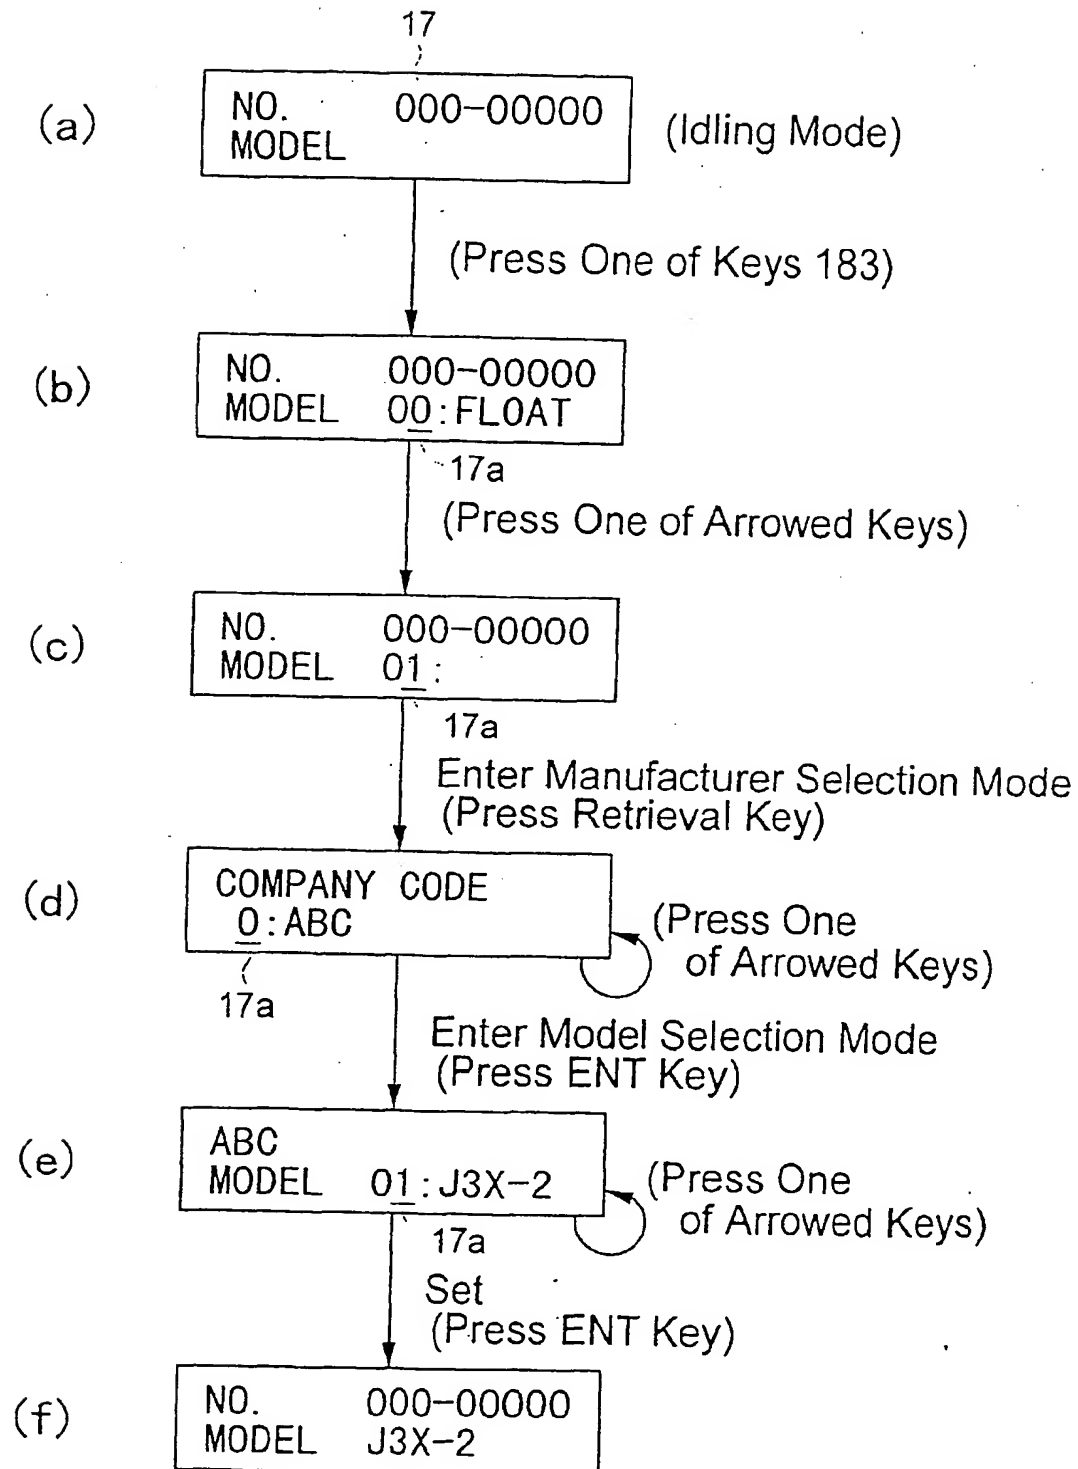 17
(a)
NO. 000-00000
MODEL
(Idling Mode)
(Press One of Keys 183)
(b)
NO. 000-00000
MODEL 00:FLOAT
17a
(Press One of Arrowed Keys)
(c)
NO. 000-00000
MODEL 01:
17a
Enter Manufacturer Selection Mode
(Press Retrieval Key)
(d)
COMPANY CODE
0:ABC
(Press One
of Arrowed Keys)
17a
Enter Model Selection Mode
(Press ENT Key)
(e)
ABC
MODEL 01:J3X-2
(Press One
of Arrowed Keys)
17a
Set
(Press ENT Key)
(f)
NO. 000-00000
MODEL J3X-2